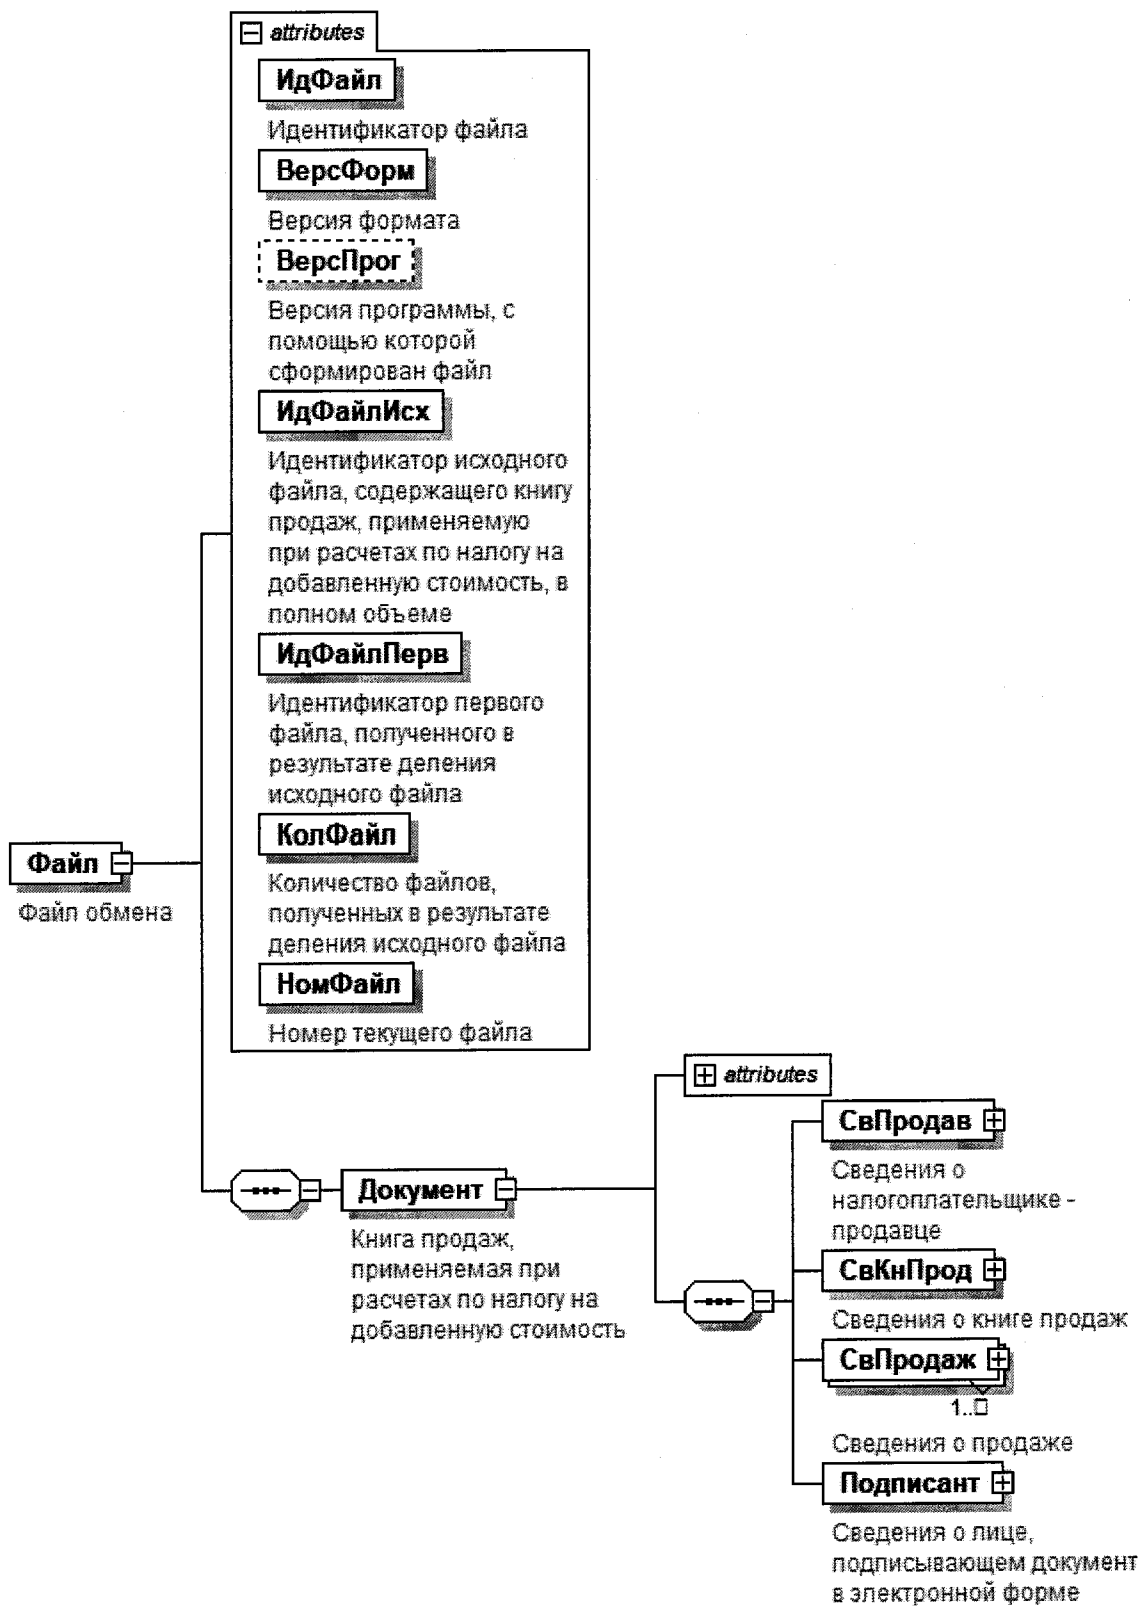 attributes
ИдФайл
Идентификатор файла
ВерсФорм
Версия формата
ВерсПрог
Версия программы, с
помощью которой
сформирован файл
ИдФайлИсх
Идентификатор исходного
файла, содержащего книгу
продаж, применяемую
при расчетах по налогу на
добавленную стоимость, в
полном объеме
ИдФайлПерв
Идентификатор первого
файла, полученного в
результате деления
исходного файла
КолФайл
Количество файлов,
полученных в результате
деления исходного файла
НомФайл
Номер текущего файла
Файл
Файл обмена
Документ
Книга продаж,
применяемая при
расчетах по налогу на
добавленную стоимость
attributes
СвПродав
Сведения о
налогоплательщике -
продавце
СвКнПрод
Сведения о книге продаж
СвПродаж
1..□
Сведения о продаже
Подписант
Сведения о лице,
подписывающем документ
в электронной форме